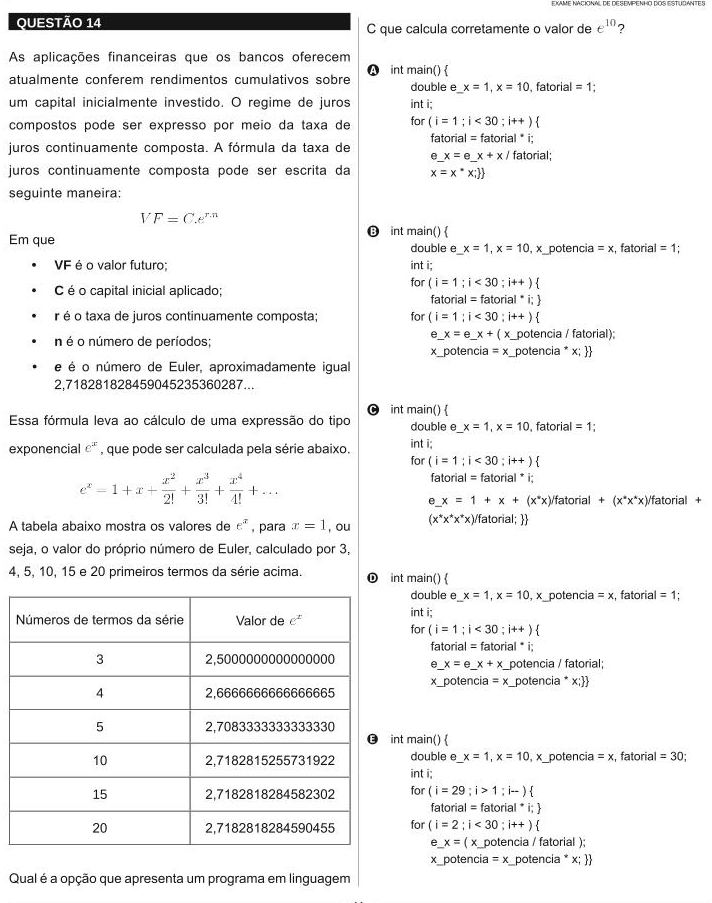 EXAME NACIONAL DE DESEMPENHO DOS ESTUDANTES
QUESTÃO 14
As aplicações financeiras que os bancos oferecem
atualmente conferem rendimentos cumulativos sobre
um capital inicialmente investido. O regime de juros
compostos pode ser expresso por meio da taxa de
juros continuamente composta. A fórmula da taxa de
juros continuamente composta pode ser escrita da
seguinte maneira:
VF = C.e^{r.n}
Em que
• VF é o valor futuro;
• C é o capital inicial aplicado;
• r é o taxa de juros continuamente composta;
• n é o número de períodos;
• e é o número de Euler, aproximadamente igual
2,718281828459045235360287...
Essa fórmula leva ao cálculo de uma expressão do tipo
exponencial e^x, que pode ser calculada pela série abaixo.
e^x = 1 + x + x^2/2! + x^3/3! + x^4/4! + ...
A tabela abaixo mostra os valores de e^x, para x = 1, ou
seja, o valor do próprio número de Euler, calculado por 3,
4, 5, 10, 15 e 20 primeiros termos da série acima.
Números de termos da série Valor de e^x
3 2,5000000000000000
4 2,6666666666666665
5 2,7083333333333330
10 2,7182815255731922
15 2,7182818284582302
20 2,7182818284590455
Qual é a opção que apresenta um programa em linguagem
C que calcula corretamente o valor de e^{10}?
A int main() {
double e_x = 1, x = 10, fatorial = 1;
int i;
for ( i = 1 ; i < 30 ; i++ ) {
fatorial = fatorial * i;
e_x = e_x + x / fatorial;
x = x * x;}}
B int main() {
double e_x = 1, x = 10, x_potencia = x, fatorial = 1;
int i;
for ( i = 1 ; i < 30 ; i++ ) {
fatorial = fatorial * i; }
for ( i = 1 ; i < 30 ; i++ ) {
e_x = e_x + ( x_potencia / fatorial);
x_potencia = x_potencia * x; }}
C int main() {
double e_x = 1, x = 10, fatorial = 1;
int i;
for ( i = 1 ; i < 30 ; i++ ) {
fatorial = fatorial * i;
e_x = 1 + x + (x*x)/fatorial + (x*x*x)/fatorial +
(x*x*x*x)/fatorial; }}
D int main() {
double e_x = 1, x = 10, x_potencia = x, fatorial = 1;
int i;
for ( i = 1 ; i < 30 ; i++ ) {
fatorial = fatorial * i;
e_x = e_x + x_potencia / fatorial;
x_potencia = x_potencia * x;}}
E int main() {
double e_x = 1, x = 10, x_potencia = x, fatorial = 30;
int i;
for ( i = 29 ; i > 1 ; i-- ) {
fatorial = fatorial * i; }
for ( i = 2 ; i < 30 ; i++ ) {
e_x = ( x_potencia / fatorial );
x_potencia = x_potencia * x; }}